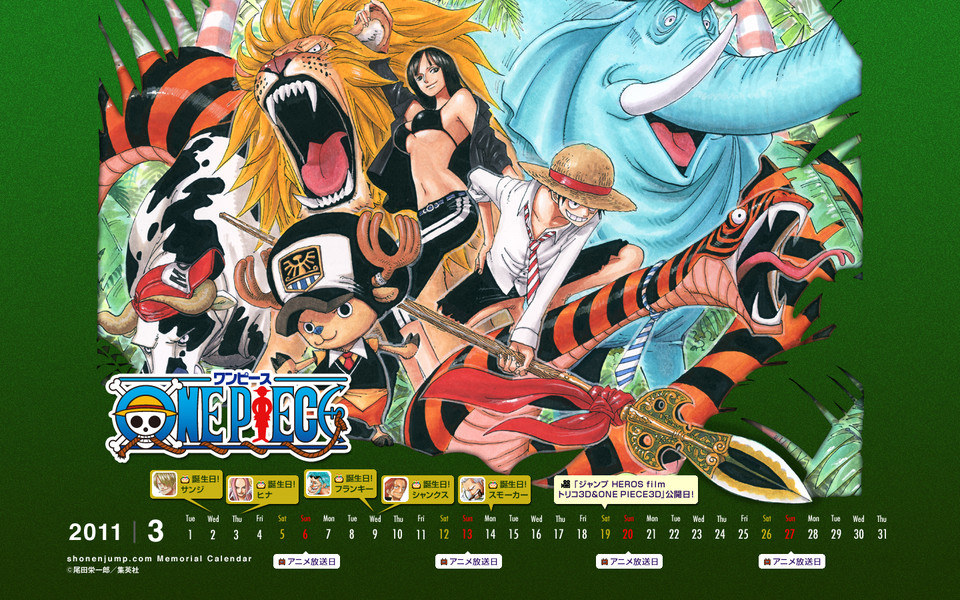 ワンピース
ONE PIECE
誕生日!
サンジ
誕生日!
ヒナ
誕生日!
フランキー
誕生日!
シャンクス
誕生日!
スモーカー
「ジャンプ HEROS film
トリコ3D&ONE PIECE3D」公開日!
2011 | 3
Tue Wed Thu Fri Sat Sun Mon Tue Wed Thu Fri Sat Sun Mon Tue Wed Thu Fri Sat Sun Mon Tue Wed Thu Fri Sat Sun Mon Tue Wed Thu
1 2 3 4 5 6 7 8 9 10 11 12 13 14 15 16 17 18 19 20 21 22 23 24 25 26 27 28 29 30 31
shonenjump.com Memorial Calendar
©尾田栄一郎／集英社
アニメ放送日
アニメ放送日
アニメ放送日
アニメ放送日